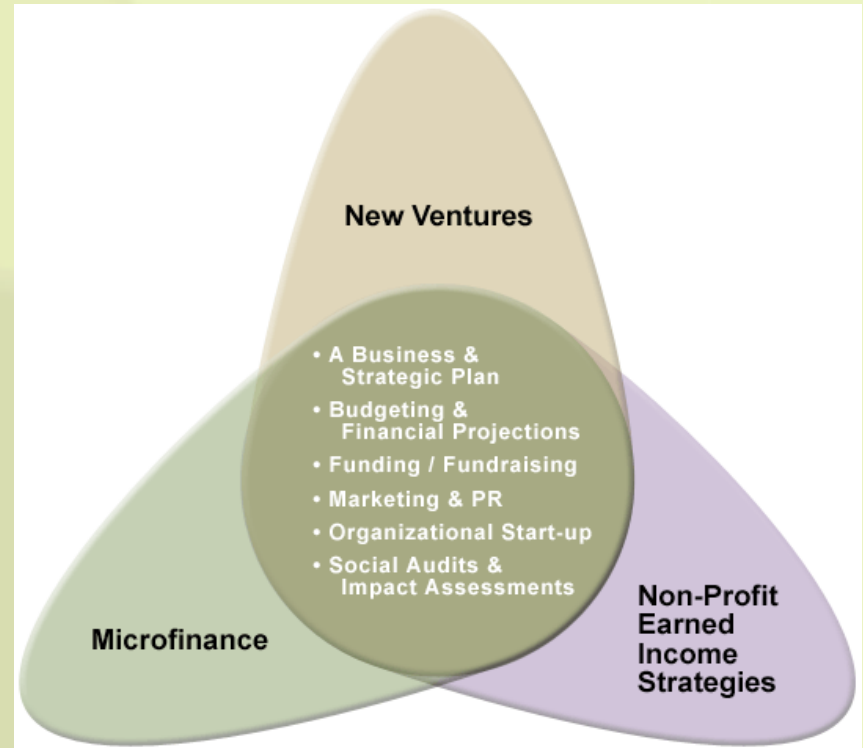 New Ventures
• A Business &
Strategic Plan
• Budgeting &
Financial Projections
• Funding / Fundraising
• Marketing & PR
• Organizational Start-up
• Social Audits &
Impact Assessments
Microfinance
Non-Profit
Earned
Income
Strategies